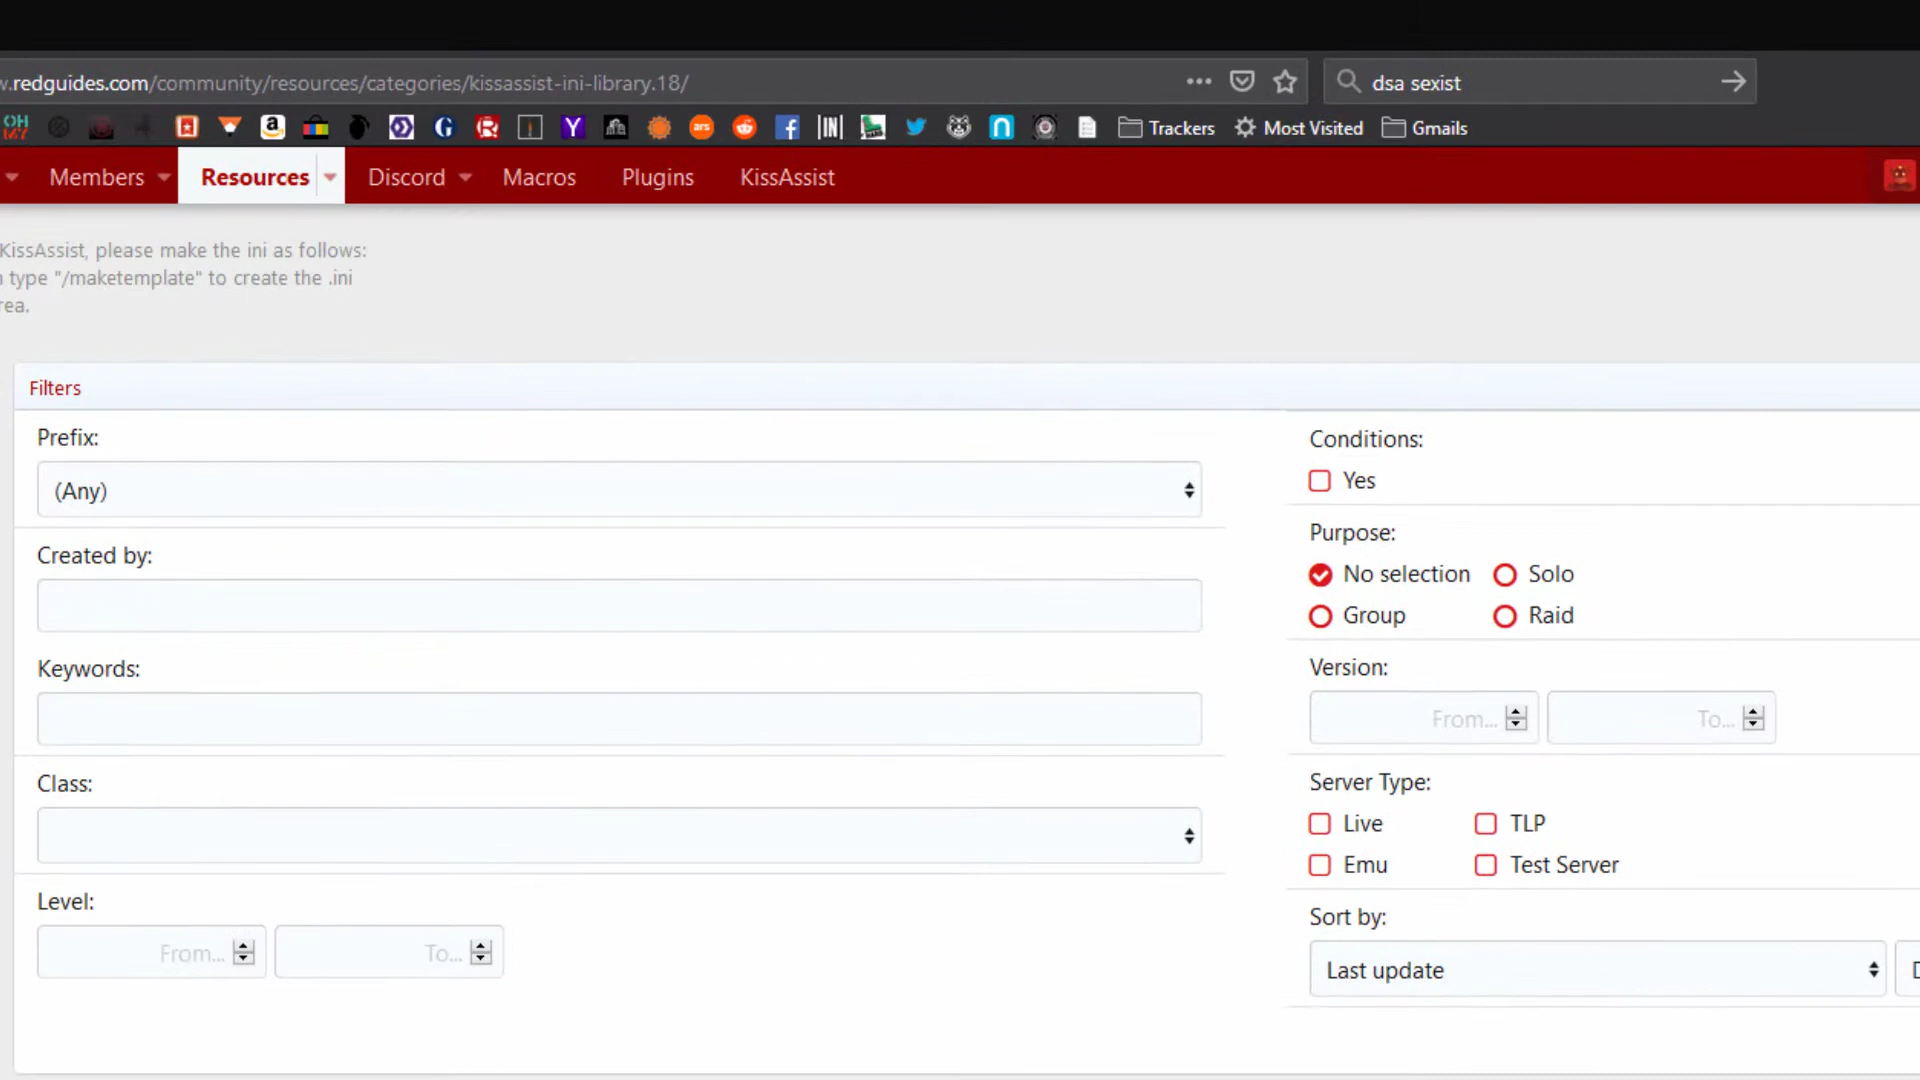 w.redguides.com/community/resources/categories/kissassist-ini-library.18/
dsa sexist
Trackers Most Visited Gmails
Members Resources Discord Macros Plugins KissAssist
KissAssist, please make the ini as follows:
type "/maketemplate" to create the .ini
rea.
Filters
Prefix:
(Any)
Created by:
Keywords:
Class:
Level:
From... To...
Conditions:
Yes
Purpose:
No selection Solo
Group Raid
Version:
From... To...
Server Type:
Live TLP
Emu Test Server
Sort by:
Last update